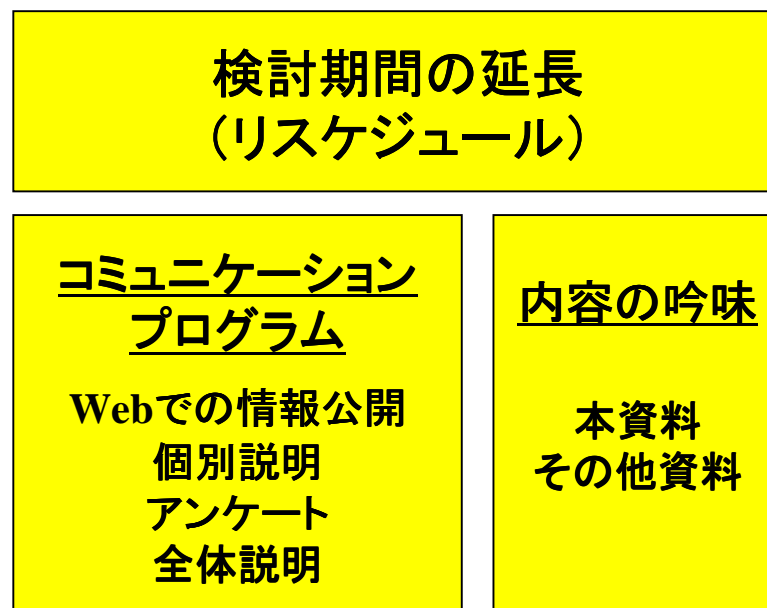 検討期間の延長
（リスケジュール）
コミュニケーション
プログラム
Webでの情報公開
個別説明
アンケート
全体説明
内容の吟味
本資料
その他資料